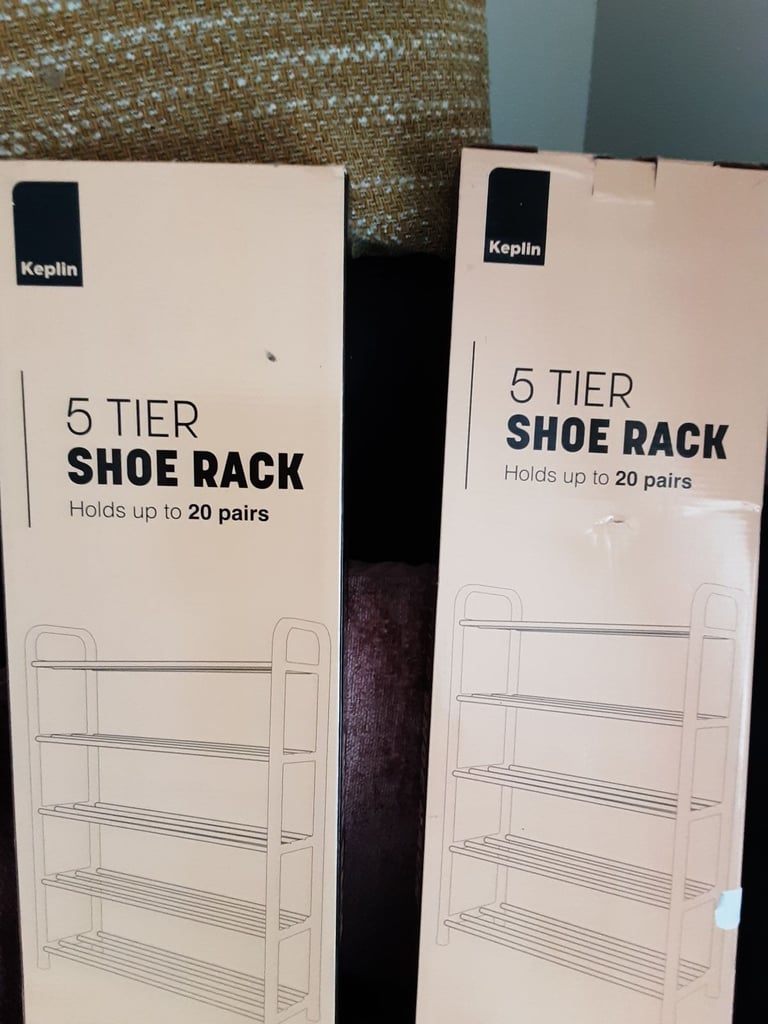 Keplin
5 TIER
SHOE RACK
Holds up to 20 pairs
Keplin
5 TIER
SHOE RACK
Holds up to 20 pairs